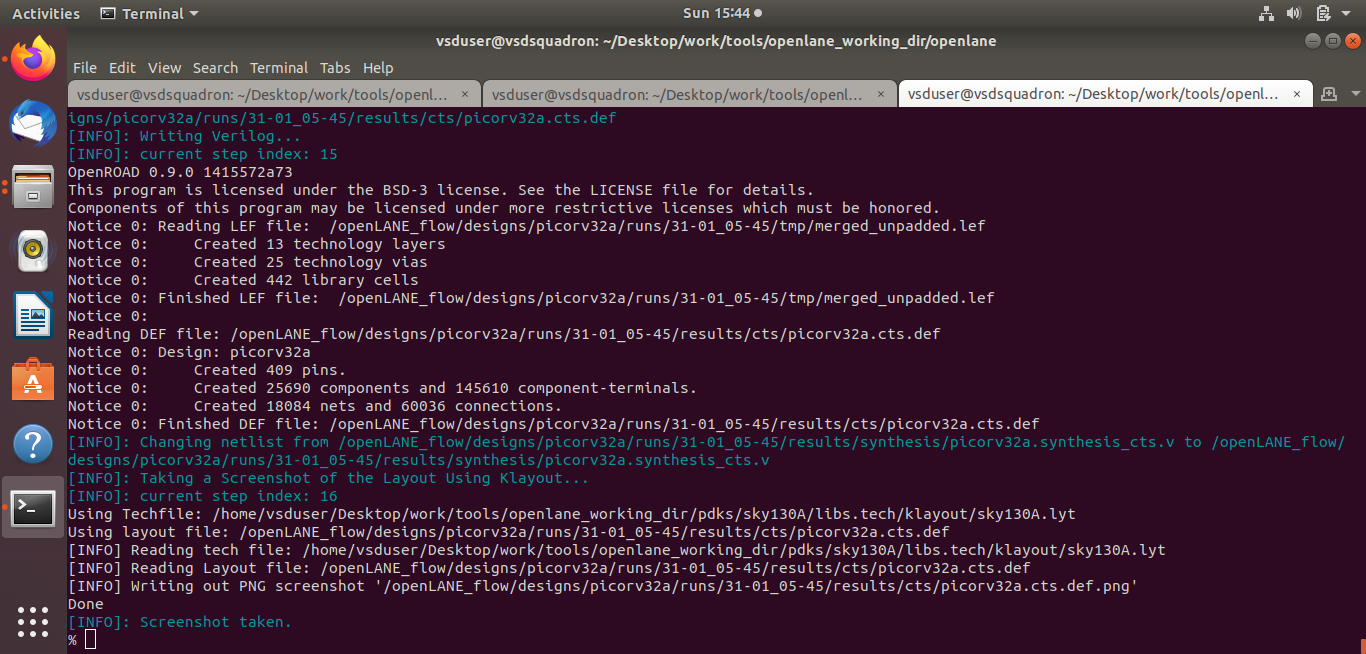 Activities
Terminal
Sun 15:44
vsduser@vsdsquadron: ~/Desktop/work/tools/openlane_working_dir/openlane
File Edit View Search Terminal Tabs Help
vsduser@vsdsquadron: ~/Desktop/work/tools/openl... ×
vsduser@vsdsquadron: ~/Desktop/work/tools/openl... ×
vsduser@vsdsquadron: ~/Desktop/work/tools/openl... ×
igns/picorv32a/runs/31-01_05-45/results/cts/picorv32a.cts.def
[INFO]: Writing Verilog...
[INFO]: current step index: 15
OpenROAD 0.9.0 1415572a73
This program is licensed under the BSD-3 license. See the LICENSE file for details.
Components of this program may be licensed under more restrictive licenses which must be honored.
Notice 0: Reading LEF file:  /openLANE_flow/designs/picorv32a/runs/31-01_05-45/tmp/merged_unpadded.lef
Notice 0:     Created 13 technology layers
Notice 0:     Created 25 technology vias
Notice 0:     Created 442 library cells
Notice 0: Finished LEF file:  /openLANE_flow/designs/picorv32a/runs/31-01_05-45/tmp/merged_unpadded.lef
Notice 0:
Reading DEF file: /openLANE_flow/designs/picorv32a/runs/31-01_05-45/results/cts/picorv32a.cts.def
Notice 0: Design: picorv32a
Notice 0:     Created 409 pins.
Notice 0:     Created 25690 components and 145610 component-terminals.
Notice 0:     Created 18084 nets and 60036 connections.
Notice 0: Finished DEF file: /openLANE_flow/designs/picorv32a/runs/31-01_05-45/results/cts/picorv32a.cts.def
[INFO]: Changing netlist from /openLANE_flow/designs/picorv32a/runs/31-01_05-45/results/synthesis/picorv32a.synthesis_cts.v to /openLANE_flow/
designs/picorv32a/runs/31-01_05-45/results/synthesis/picorv32a.synthesis_cts.v
[INFO]: Taking a Screenshot of the Layout Using Klayout...
[INFO]: current step index: 16
Using Techfile: /home/vsduser/Desktop/work/tools/openlane_working_dir/pdks/sky130A/libs.tech/klayout/sky130A.lyt
Using layout file: /openLANE_flow/designs/picorv32a/runs/31-01_05-45/results/cts/picorv32a.cts.def
[INFO] Reading tech file: /home/vsduser/Desktop/work/tools/openlane_working_dir/pdks/sky130A/libs.tech/klayout/sky130A.lyt
[INFO] Reading Layout file: /openLANE_flow/designs/picorv32a/runs/31-01_05-45/results/cts/picorv32a.cts.def
[INFO] Writing out PNG screenshot '/openLANE_flow/designs/picorv32a/runs/31-01_05-45/results/cts/picorv32a.cts.def.png'
Done
[INFO]: Screenshot taken.
%